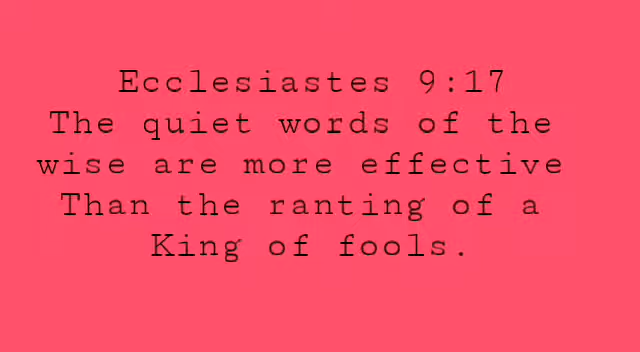 Ecclesiastes 9:17
The quiet words of the
wise are more effective
Than the ranting of a
King of fools.